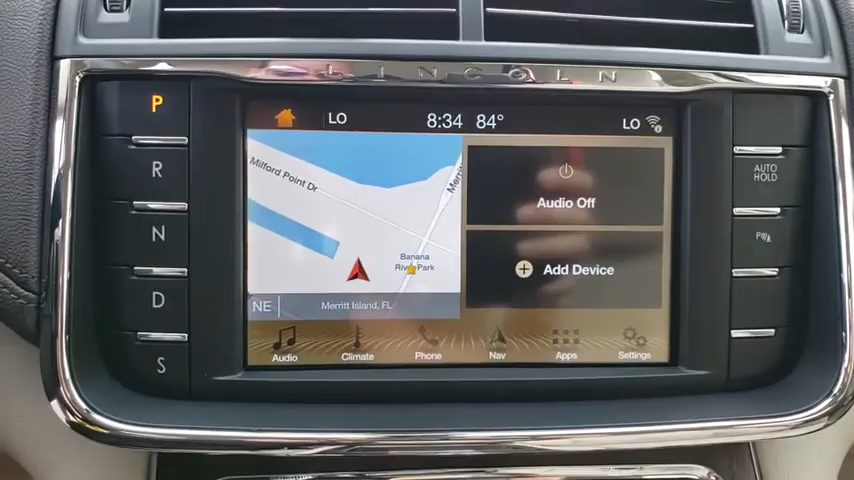 LINCOLN
P
R
N
D
S
LO 8:34 84° LO
Milford Point Dr
Merri
Banana
River Park
NE Merritt Island, FL
Audio Off
Add Device
Audio Climate Phone Nav Apps Settings
AUTO
HOLD
P